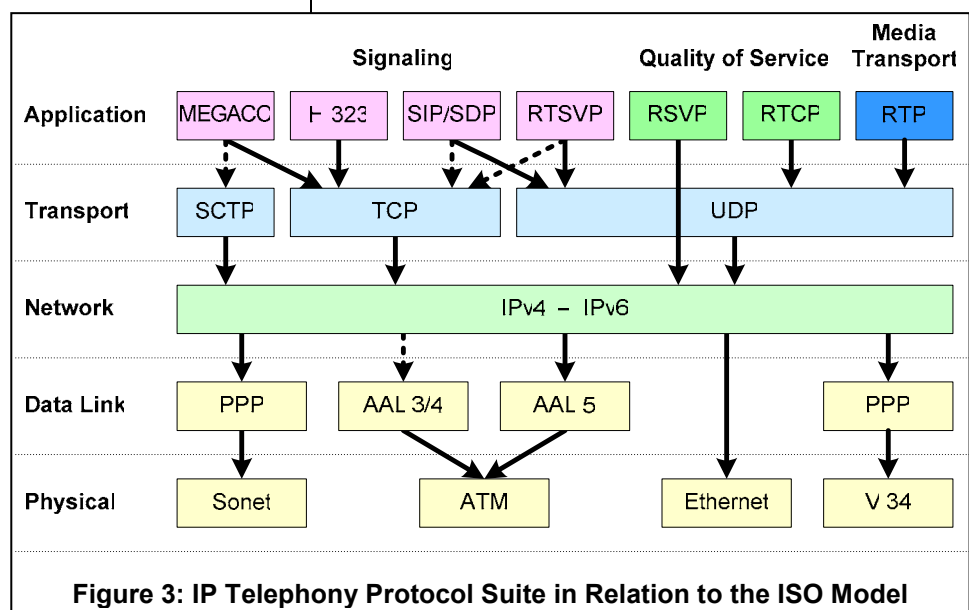 Signaling Quality of Service Media Transport
Application MEGACO H 323 SIP/SDP RTSVP RSVP RTCP RTP
Transport SCTP TCP UDP
Network IPv4 – IPv6
Data Link PPP AAL 3/4 AAL 5 PPP
Physical Sonet ATM Ethernet V 34
Figure 3: IP Telephony Protocol Suite in Relation to the ISO Model